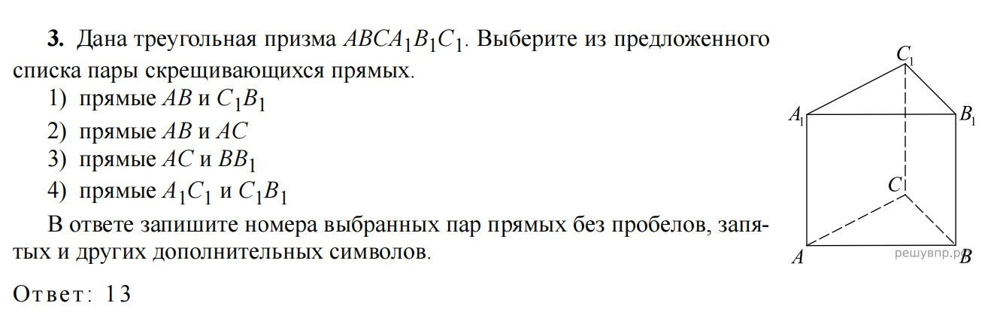 3. Дана треугольная призма ABCA₁B₁C₁. Выберите из предложенного
списка пары скрещивающихся прямых.
1) прямые AB и C₁B₁
2) прямые AB и AC
3) прямые AC и BB₁
4) прямые A₁C₁ и C₁B₁
В ответе запишите номера выбранных пар прямых без пробелов, запя-
тых и других дополнительных символов.
Ответ: 13
C₁
A₁
B₁
C
A
B
решувпр.рф